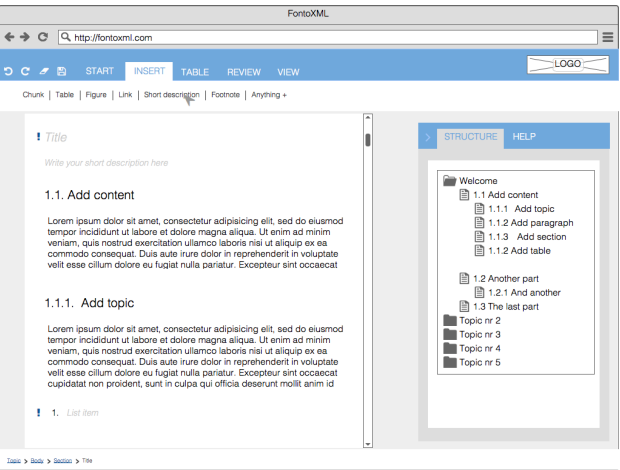 FontoXML
http://fontoxml.com
START INSERT TABLE REVIEW VIEW
LOGO
Chunk | Table | Figure | Link | Short description | Footnote | Anything +
! Title
Write your short description here
1.1. Add content
Lorem ipsum dolor sit amet, consectetur adipisicing elit, sed do eiusmod
tempor incididunt ut labore et dolore magna aliqua. Ut enim ad minim
veniam, quis nostrud exercitation ullamco laboris nisi ut aliquip ex ea
commodo consequat. Duis aute irure dolor in reprehenderit in voluptate
velit esse cillum dolore eu fugiat nulla pariatur. Excepteur sint occaecat
1.1.1. Add topic
Lorem ipsum dolor sit amet, consectetur adipisicing elit, sed do eiusmod
tempor incididunt ut labore et dolore magna aliqua. Ut enim ad minim
veniam, quis nostrud exercitation ullamco laboris nisi ut aliquip ex ea
commodo consequat. Duis aute irure dolor in reprehenderit in voluptate
velit esse cillum dolore eu fugiat nulla pariatur. Excepteur sint occaecat
cupidatat non proident, sunt in culpa qui officia deserunt mollit anim id
! 1. List item
> STRUCTURE HELP
Welcome
1.1 Add content
1.1.1 Add topic
1.1.2 Add paragraph
1.1.3 Add section
1.1.2 Add table
1.2 Another part
1.2.1 And another
1.3 The last part
Topic nr 2
Topic nr 3
Topic nr 4
Topic nr 5
Topic > Body > Section > Title